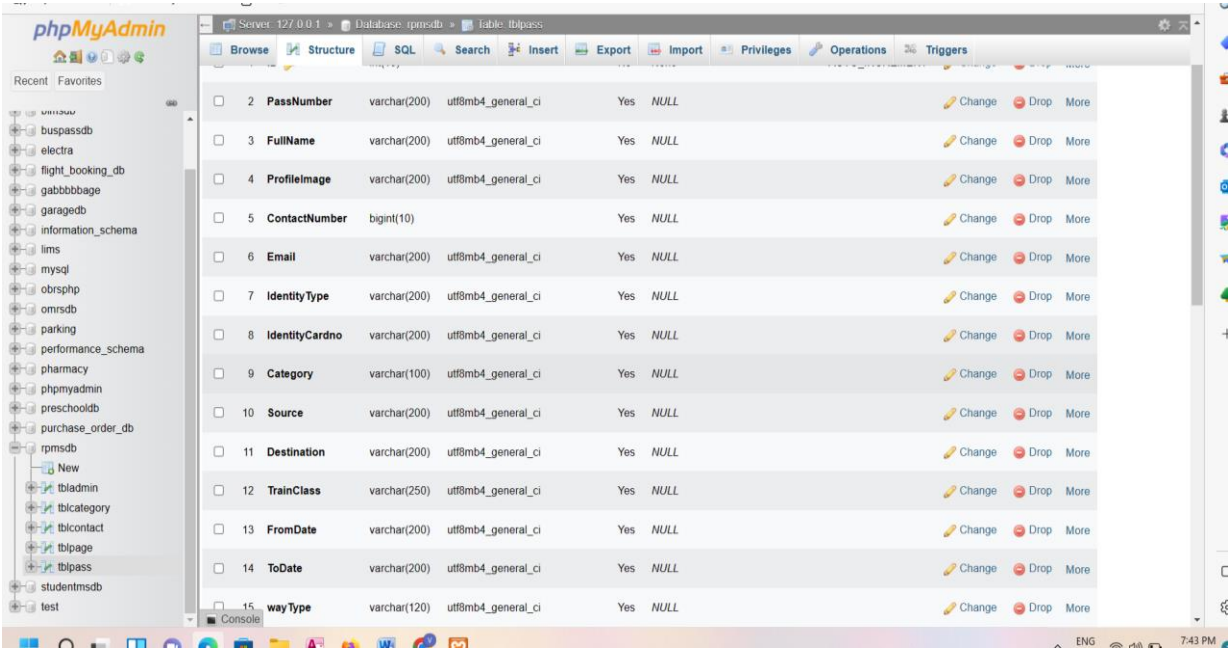 phpMyAdmin
Recent Favorites
buspassdb
electra
flight_booking_db
gabbbbbage
garagedb
information_schema
lims
mysql
obrsphp
omrsdb
parking
performance_schema
pharmacy
phpmyadmin
preschooldb
purchase_order_db
rpmsdb
New
tbladmin
tblcategory
tblcontact
tblpage
tblpass
studentmsdb
test
Server: 127.0.0.1 » Database: rpmsdb » Table: tblpass
Browse Structure SQL Search Insert Export Import Privileges Operations Triggers
2 PassNumber varchar(200) utf8mb4_general_ci Yes NULL Change Drop More
3 FullName varchar(200) utf8mb4_general_ci Yes NULL Change Drop More
4 ProfileImage varchar(200) utf8mb4_general_ci Yes NULL Change Drop More
5 ContactNumber bigint(10) Yes NULL Change Drop More
6 Email varchar(200) utf8mb4_general_ci Yes NULL Change Drop More
7 IdentityType varchar(200) utf8mb4_general_ci Yes NULL Change Drop More
8 IdentityCardno varchar(200) utf8mb4_general_ci Yes NULL Change Drop More
9 Category varchar(100) utf8mb4_general_ci Yes NULL Change Drop More
10 Source varchar(200) utf8mb4_general_ci Yes NULL Change Drop More
11 Destination varchar(200) utf8mb4_general_ci Yes NULL Change Drop More
12 TrainClass varchar(250) utf8mb4_general_ci Yes NULL Change Drop More
13 FromDate varchar(200) utf8mb4_general_ci Yes NULL Change Drop More
14 ToDate varchar(200) utf8mb4_general_ci Yes NULL Change Drop More
15 wayType varchar(120) utf8mb4_general_ci Yes NULL Change Drop More
Console
ENG 7:43 PM